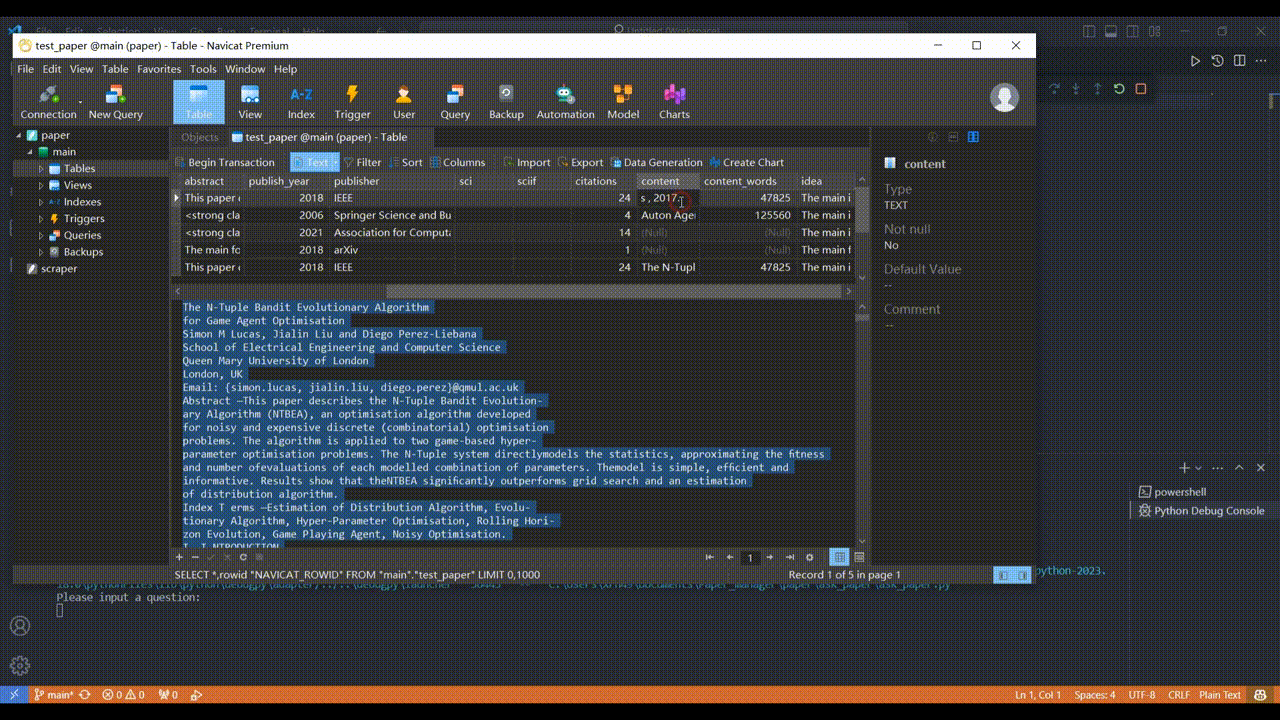 File Edit View Go Run Terminal Help
Untitled (Workspace)
test_paper @main (paper) - Table - Navicat Premium
File Edit View Table Favorites Tools Window Help
Connection New Query Table View Index Trigger User Query Backup Automation Model Charts
Objects test_paper @main (paper) - Table
paper
main
Tables
Views
Indexes
Triggers
Queries
Backups
scraper
Begin Transaction Text Filter Sort Columns Import Export Data Generation Create Chart
abstract publish_year publisher sci sciif citations content content_words idea
This paper 2018 IEEE 24 s , 2017. 47825 The main i
<strong cla 2006 Springer Science and Bu 4 Auton Age 125560 The main i
<strong cla 2021 Association for Comput 14 (Null) (Null) The main i
The main fo 2018 arXiv 1 (Null) (Null) The main f
This paper 2018 IEEE 24 The N-Tupl 47825 The main i
The N-Tuple Bandit Evolutionary Algorithm
for Game Agent Optimisation
Simon M Lucas, Jialin Liu and Diego Perez-Liebana
School of Electrical Engineering and Computer Science
Queen Mary University of London
London, UK
Email: {simon.lucas, jialin.liu, diego.perez}@qmul.ac.uk
Abstract —This paper describes the N-Tuple Bandit Evolution-
ary Algorithm (NTBEA), an optimisation algorithm developed
for noisy and expensive discrete (combinatorial) optimisation
problems. The algorithm is applied to two game-based hyper-
parameter optimisation problems. The N-Tuple system directlymodels the statistics, approximating the fitness
and number ofevaluations of each modelled combination of parameters. Themodel is simple, efficient and
informative. Results show that theNTBEA significantly outperforms grid search and an estimation
of distribution algorithm.
Index T erms —Estimation of Distribution Algorithm, Evolu-
tionary Algorithm, Hyper-Parameter Optimisation, Rolling Hori-
zon Evolution, Game Playing Agent, Noisy Optimisation.
I. I NTRODUCTION
1
SELECT *,rowid "NAVICAT_ROWID" FROM "main"."test_paper" LIMIT 0,1000
Record 1 of 5 in page 1
content
Type
TEXT
Not null
No
Default Value
--
Comment
--
powershell
Python Debug Console
python-2023.
Please input a question:
main* 0 0 0
Ln 1, Col 1 Spaces: 4 UTF-8 CRLF Plain Text